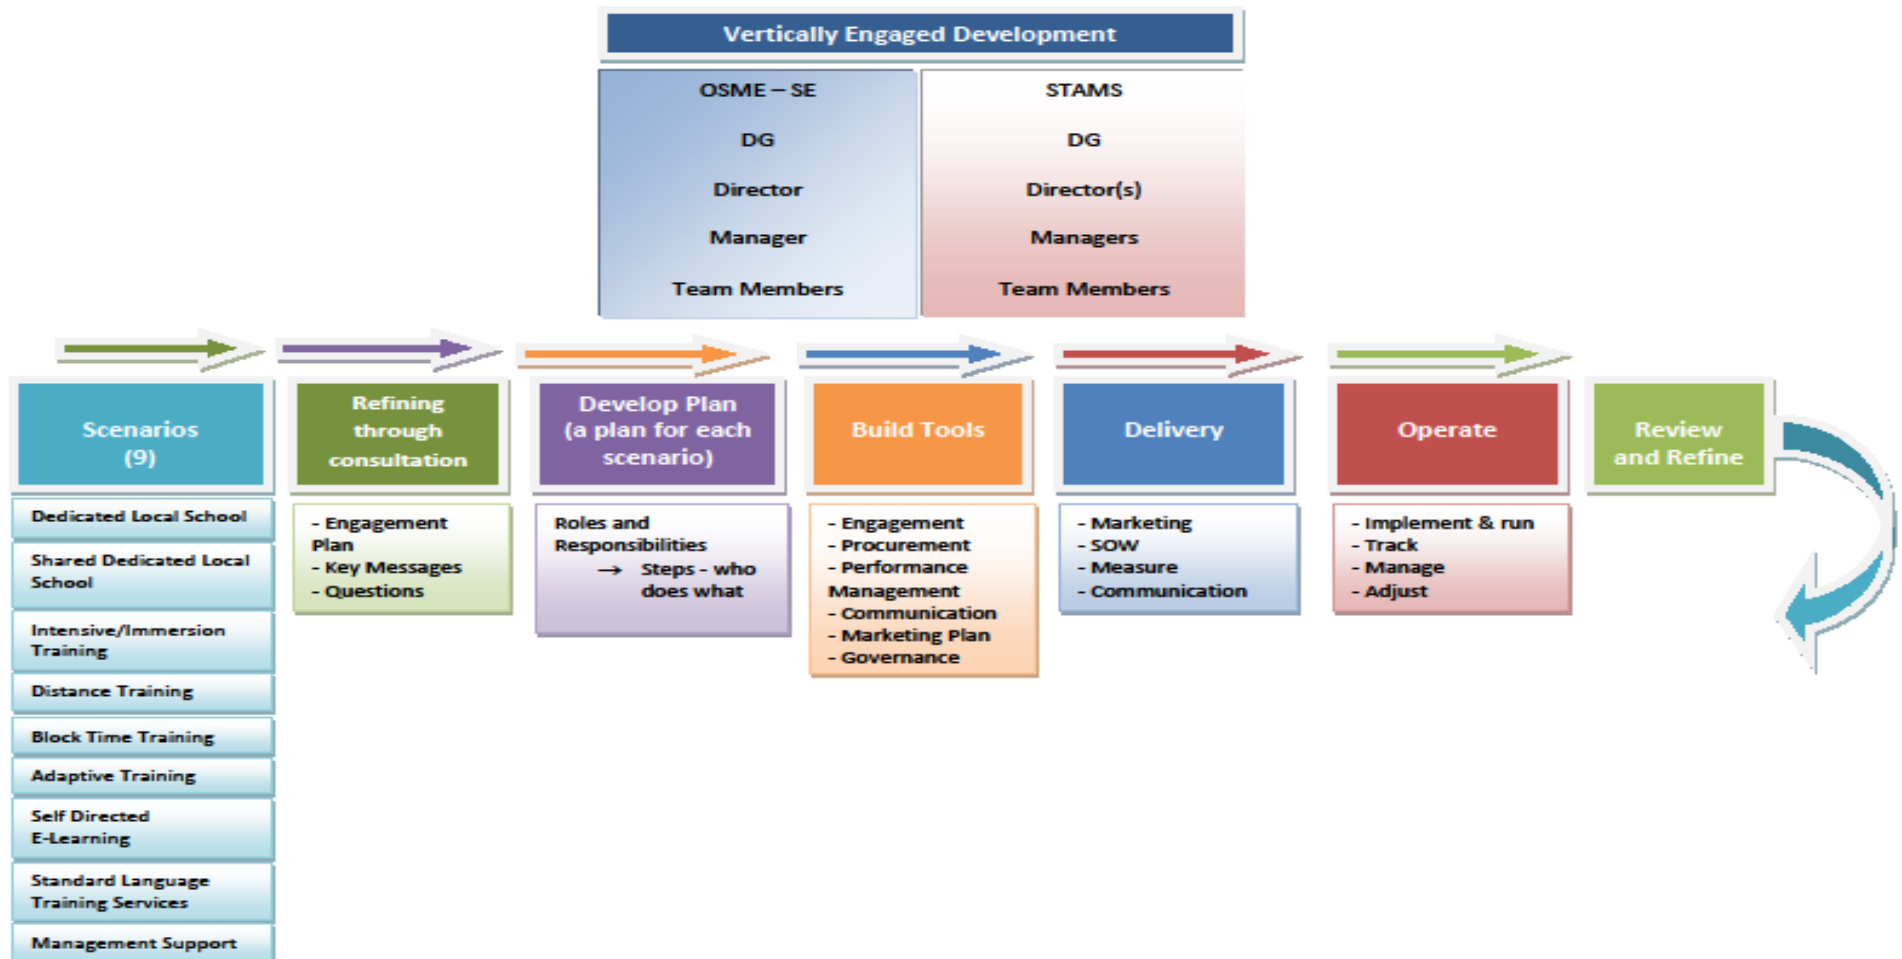 Vertically Engaged Development
OSME – SE
DG
Director
Manager
Team Members
STAMS
DG
Director(s)
Managers
Team Members
Scenarios
(9)
Dedicated Local School
Shared Dedicated Local
School
Intensive/Immersion
Training
Distance Training
Block Time Training
Adaptive Training
Self Directed
E-Learning
Standard Language
Training Services
Management Support
Refining
through
consultation
- Engagement
Plan
- Key Messages
- Questions
Develop Plan
(a plan for each
scenario)
Roles and
Responsibilities
→ Steps - who
does what
Build Tools
- Engagement
- Procurement
- Performance
Management
- Communication
- Marketing Plan
- Governance
Delivery
- Marketing
- SOW
- Measure
- Communication
Operate
- Implement & run
- Track
- Manage
- Adjust
Review
and Refine